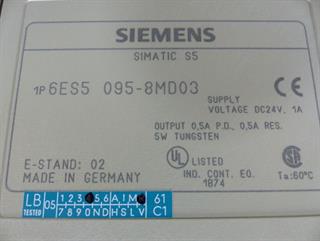 SIEMENS
SIMATIC S5
1P 6ES5 095-8MD03
CE
SUPPLY
VOLTAGE DC24V, 1A
OUTPUT 0,5A P.D., 0,5A RES.
5W TUNGSTEN
E-STAND: 02
MADE IN GERMANY
UL LISTED
IND. CONT. EQ.
1874
Ta:60°C
LB 05 1 2 3 5 6 A J M 61
TESTED 7 8 9 0 N D H S L V C1